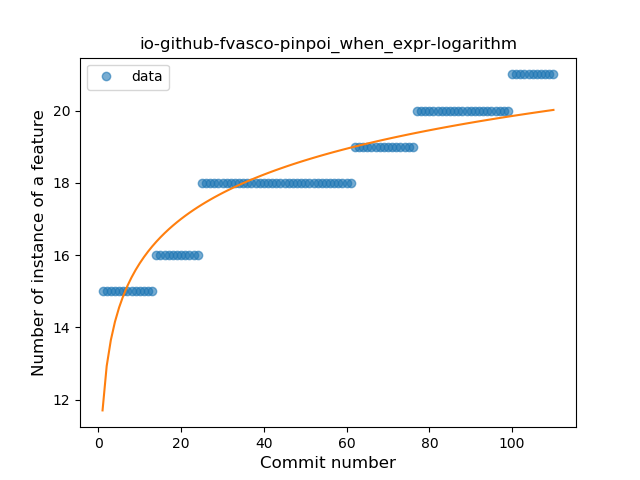 io-github-fvasco-pinpoi_when_expr-logarithm
data
Number of instance of a feature
20
18
16
14
12
0 20 40 60 80 100
Commit number